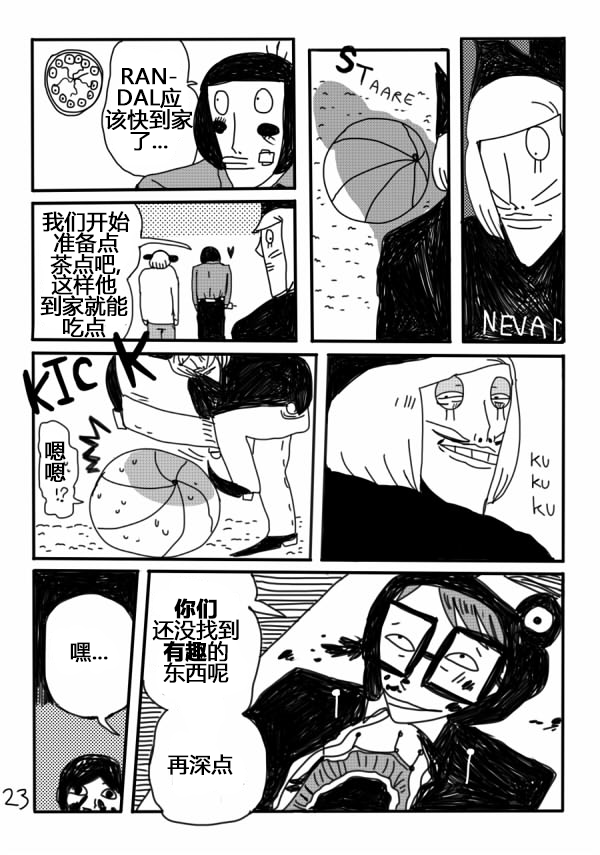 RAN-
DAL应
该快到家
了...
STAARE
NEVAD
我们开始
准备点
茶点吧,
这样他
到家就能
吃点
KICK
嗯
嗯
!?
KU
KU
KU
嘿...
你们
还没找到
有趣的
东西呢
再深点
23